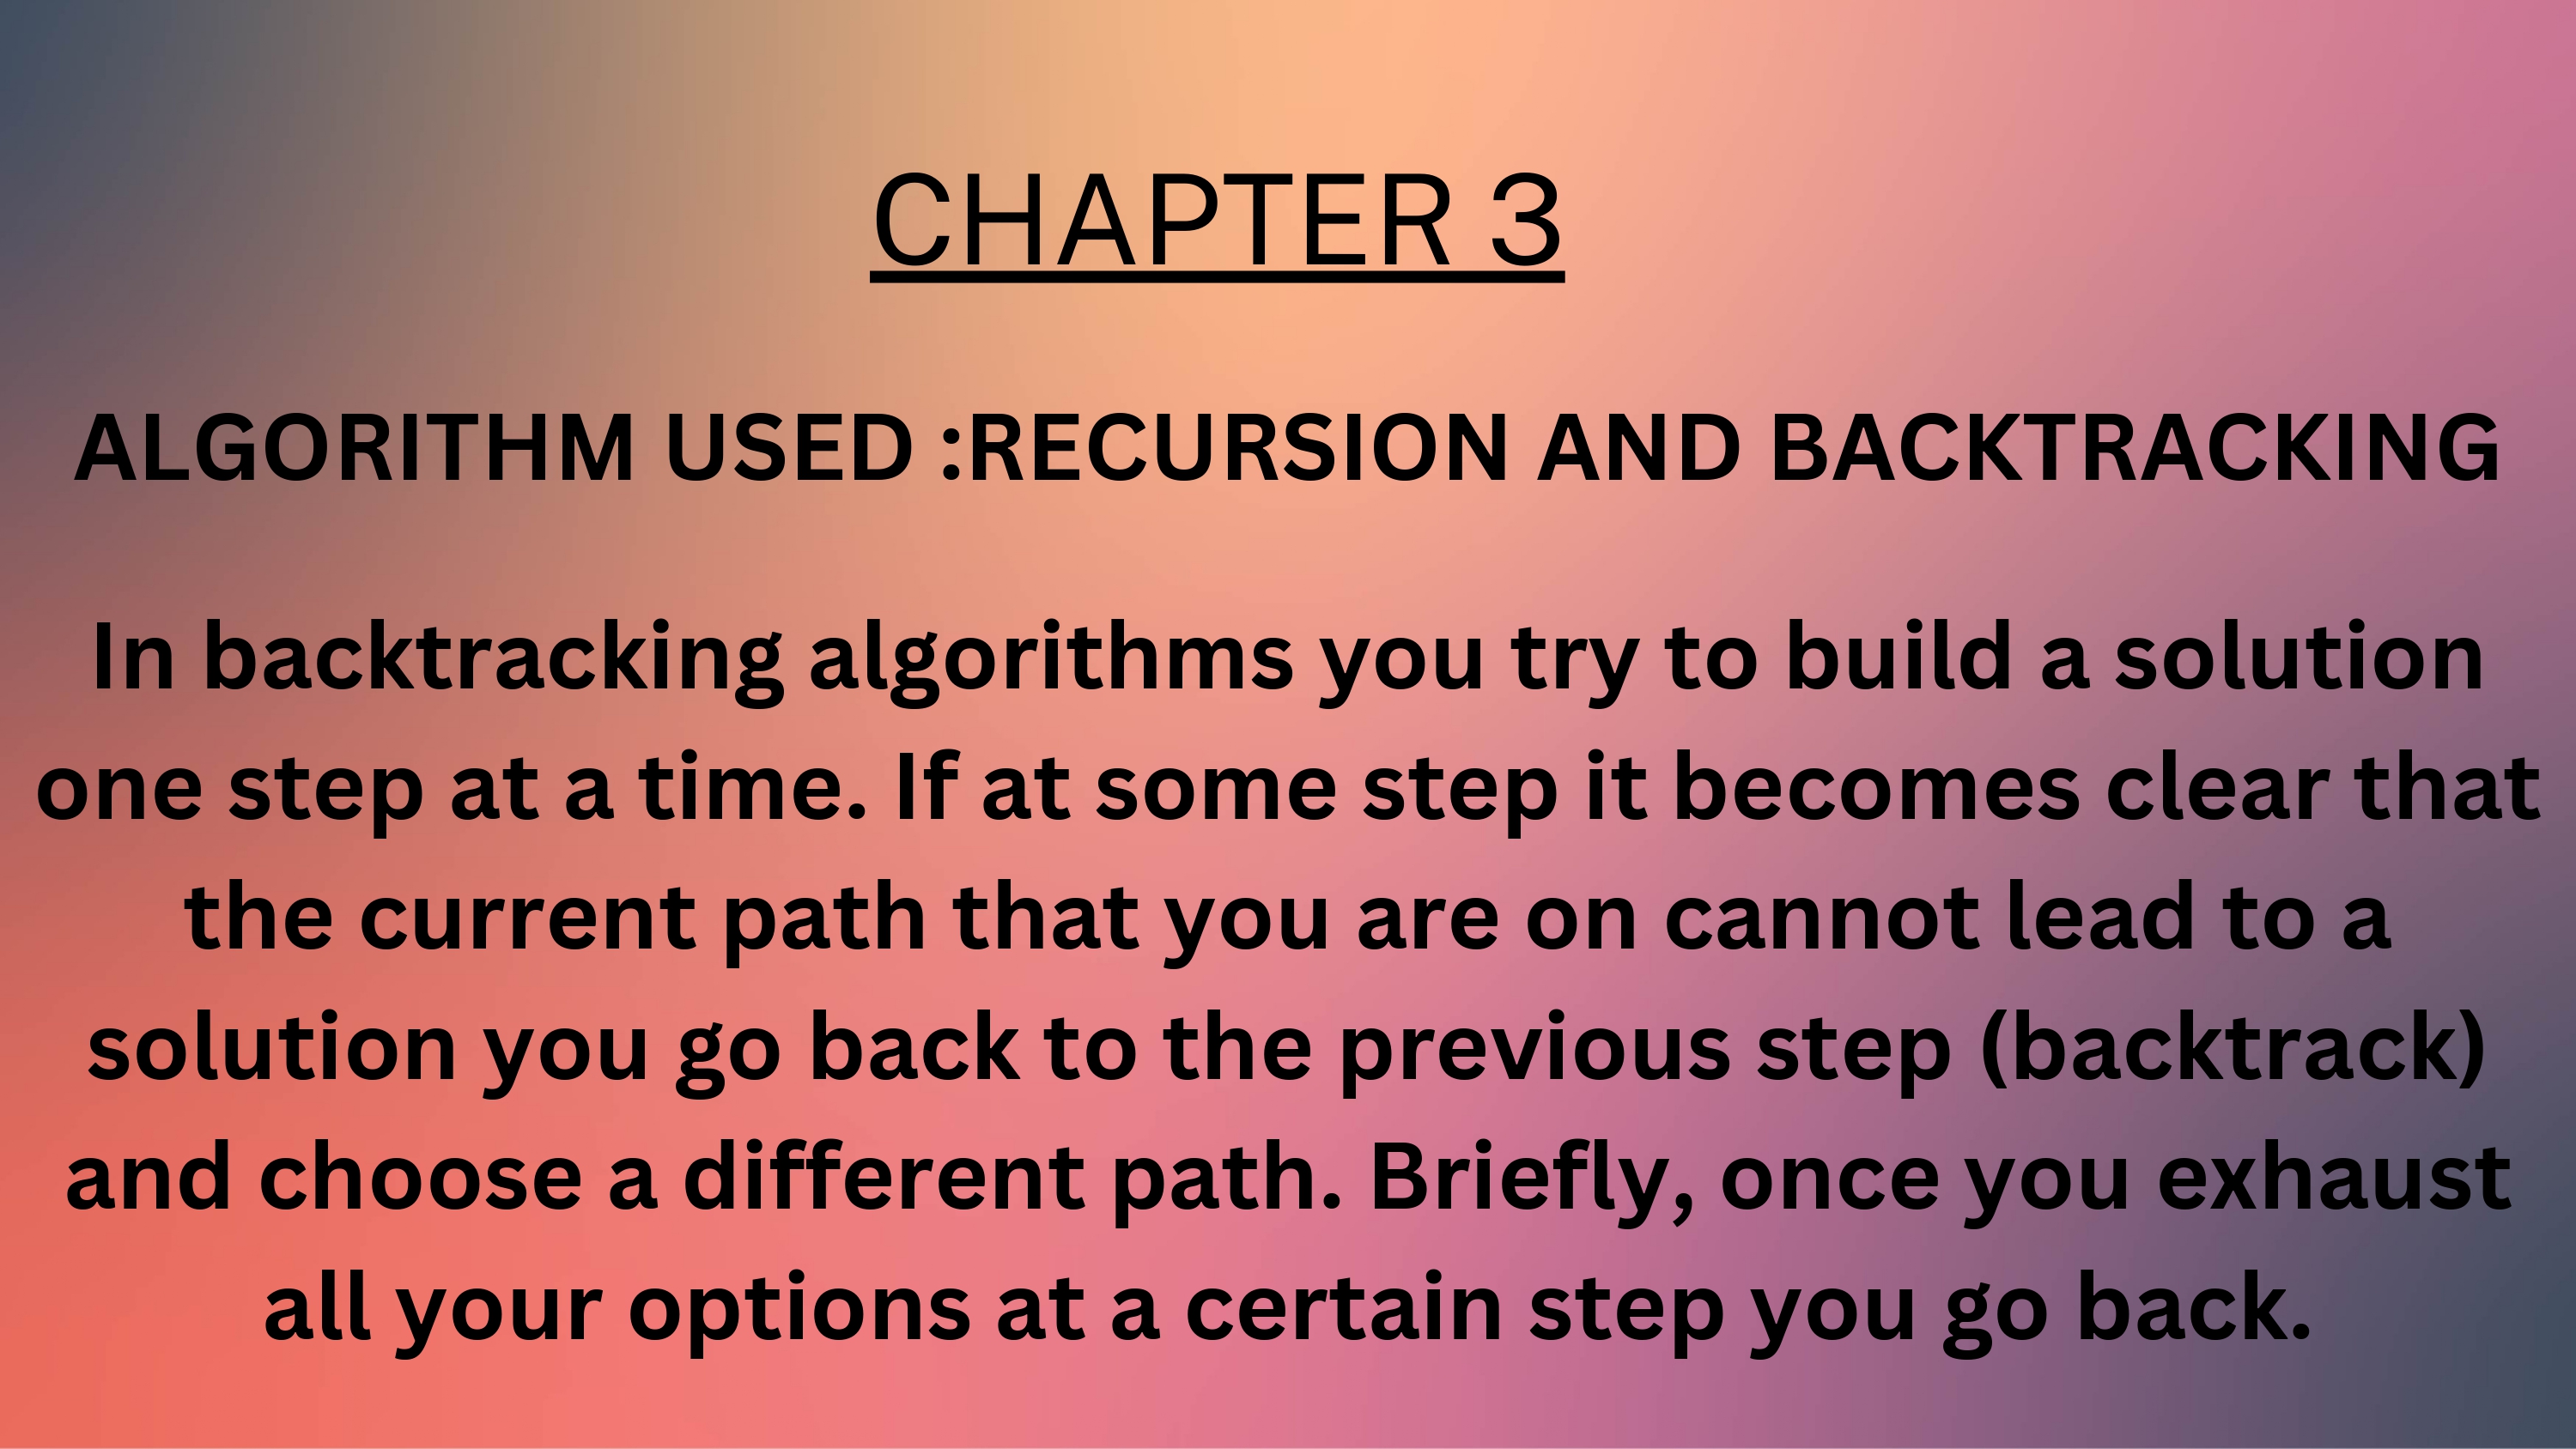 CHAPTER 3
ALGORITHM USED :RECURSION AND BACKTRACKING
In backtracking algorithms you try to build a solution
one step at a time. If at some step it becomes clear that
the current path that you are on cannot lead to a
solution you go back to the previous step (backtrack)
and choose a different path. Briefly, once you exhaust
all your options at a certain step you go back.